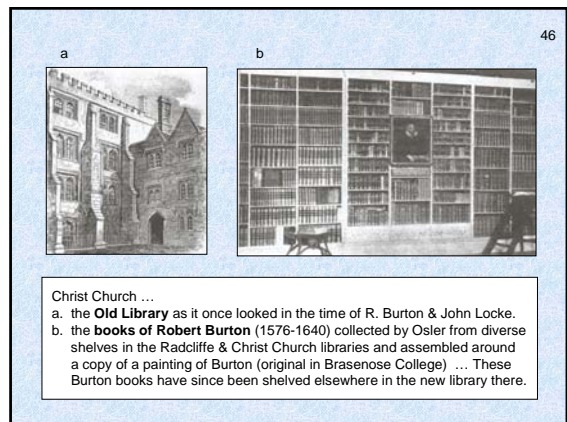 46
a
b
Christ Church …
a. the Old Library as it once looked in the time of R. Burton & John Locke.
b. the books of Robert Burton (1576-1640) collected by Osler from diverse
shelves in the Radcliffe & Christ Church libraries and assembled around
a copy of a painting of Burton (original in Brasenose College) … These
Burton books have since been shelved elsewhere in the new library there.